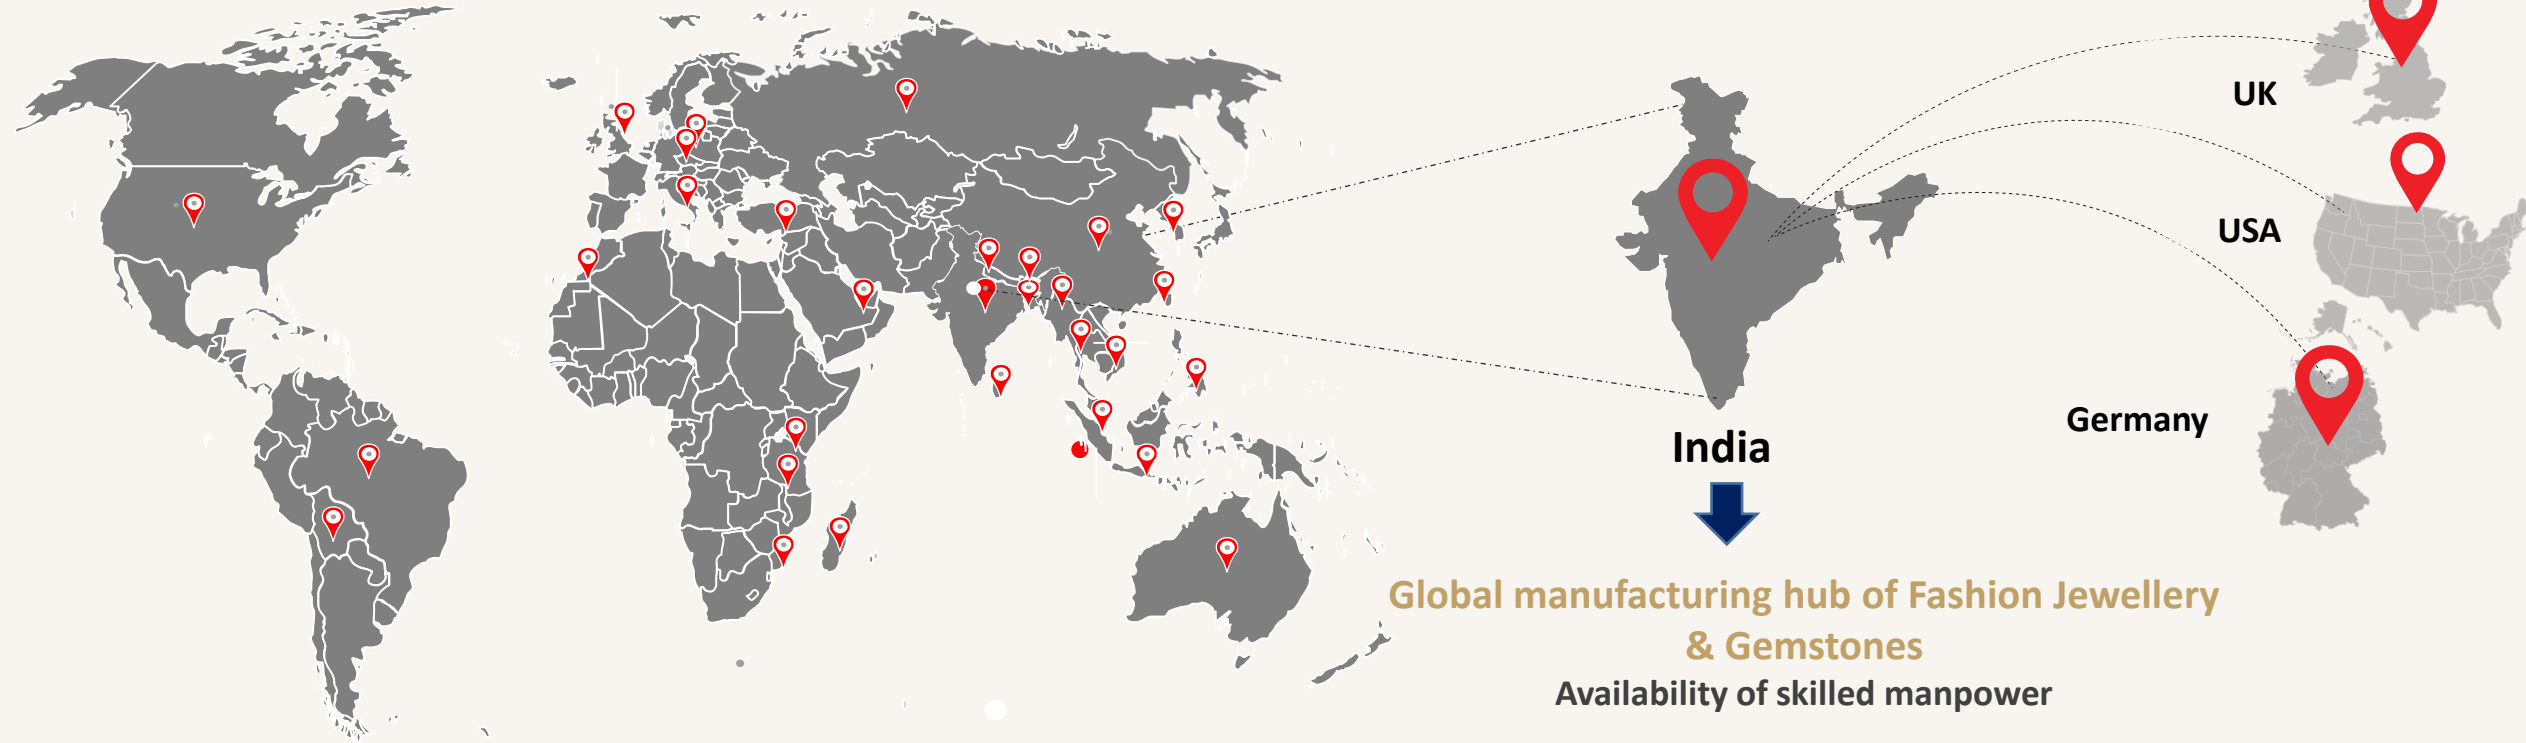 UK
USA
Germany
India
Global manufacturing hub of Fashion Jewellery
& Gemstones
Availability of skilled manpower